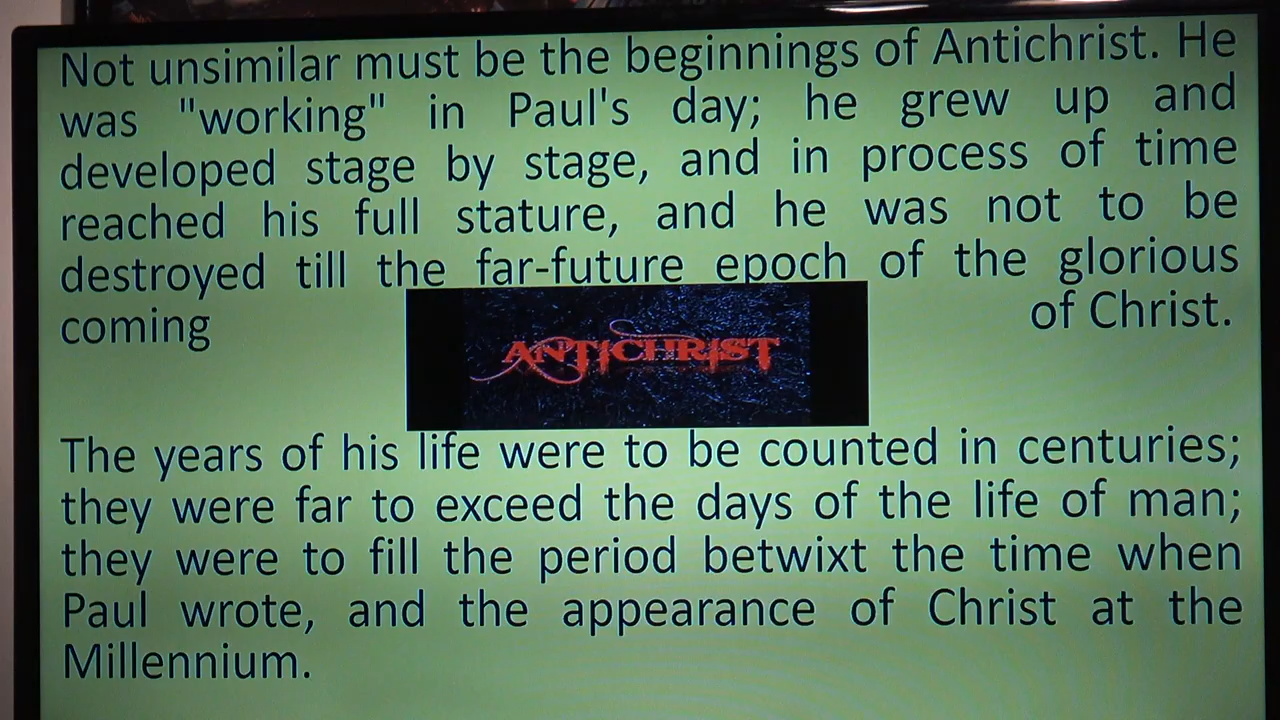 Not unsimilar must be the beginnings of Antichrist. He
was "working" in Paul's day; he grew up and
developed stage by stage, and in process of time
reached his full stature, and he was not to be
destroyed till the far-future epoch of the glorious
coming of Christ.
ANTICHRIST
The years of his life were to be counted in centuries;
they were far to exceed the days of the life of man;
they were to fill the period betwixt the time when
Paul wrote, and the appearance of Christ at the
Millennium.